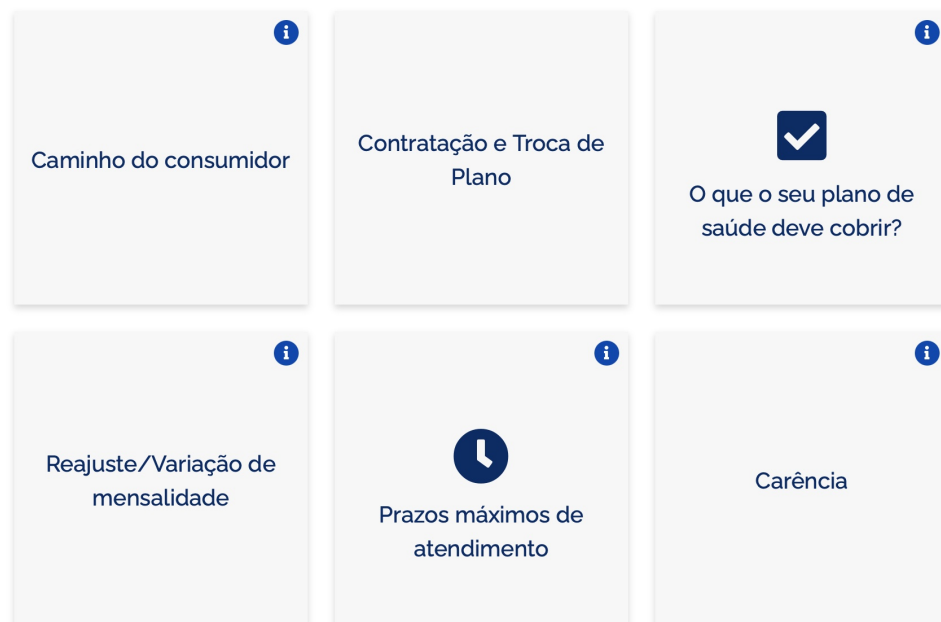 Caminho do consumidor
Contratação e Troca de
Plano
O que o seu plano de
saúde deve cobrir?
Reajuste/Variação de
mensalidade
Prazos máximos de
atendimento
Carência